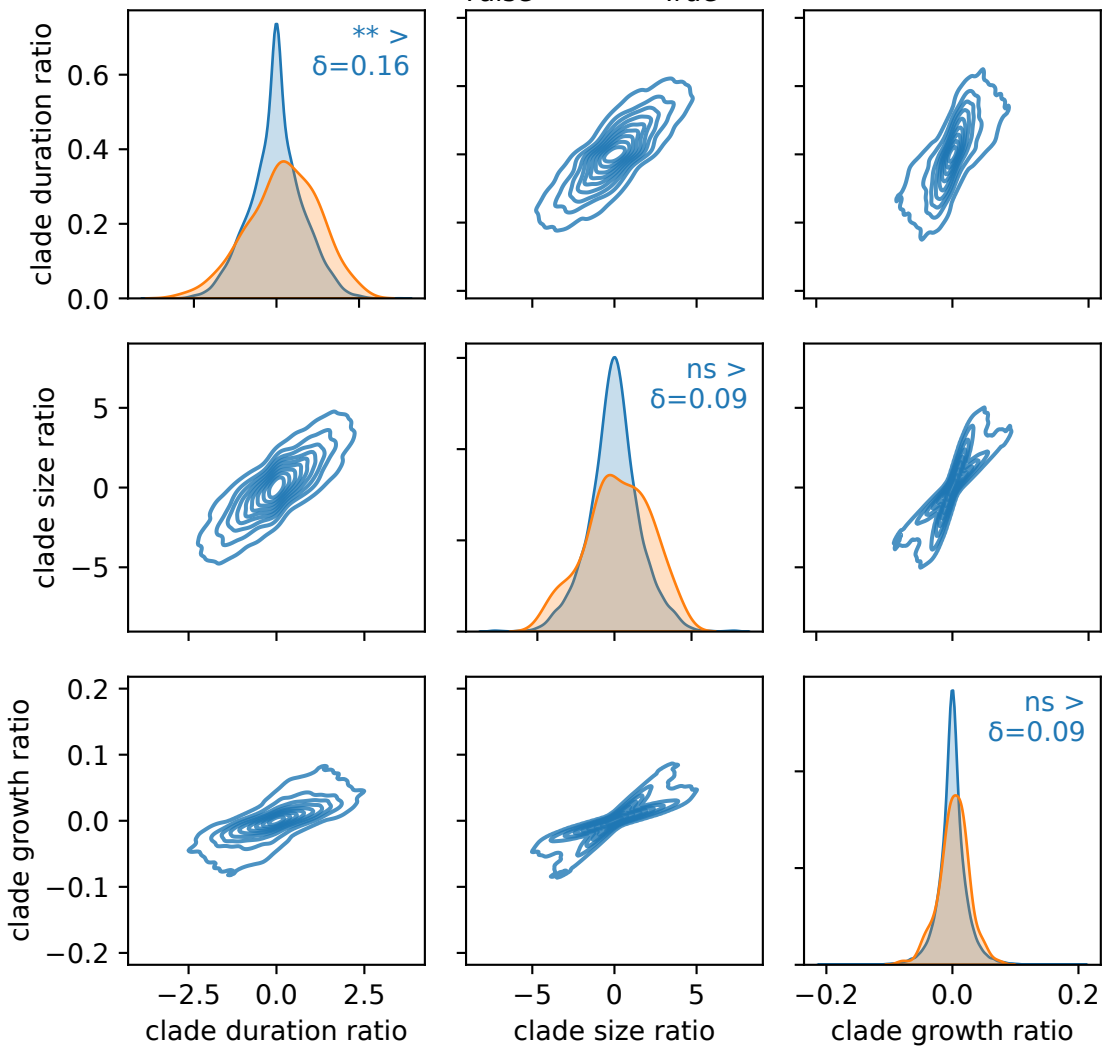 clade duration ratio
0.6
0.4
0.2
0.0
** >
δ=0.16
clade size ratio
5
0
−5
ns >
δ=0.09
clade growth ratio
0.2
0.1
0.0
−0.1
−0.2
ns >
δ=0.09
−2.5 0.0 2.5
−5 0 5
−0.2 0.0 0.2
clade duration ratio
clade size ratio
clade growth ratio